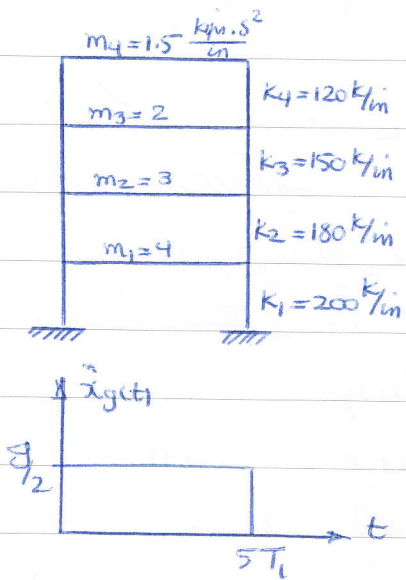 m₄=1.5 kips.s²/in
K₄=120 k/in
m₃=2
K₃=150 k/in
m₂=3
K₂=180 k/in
m₁=4
K₁=200 k/in
ẍg(t)
g/2
t
5T₁